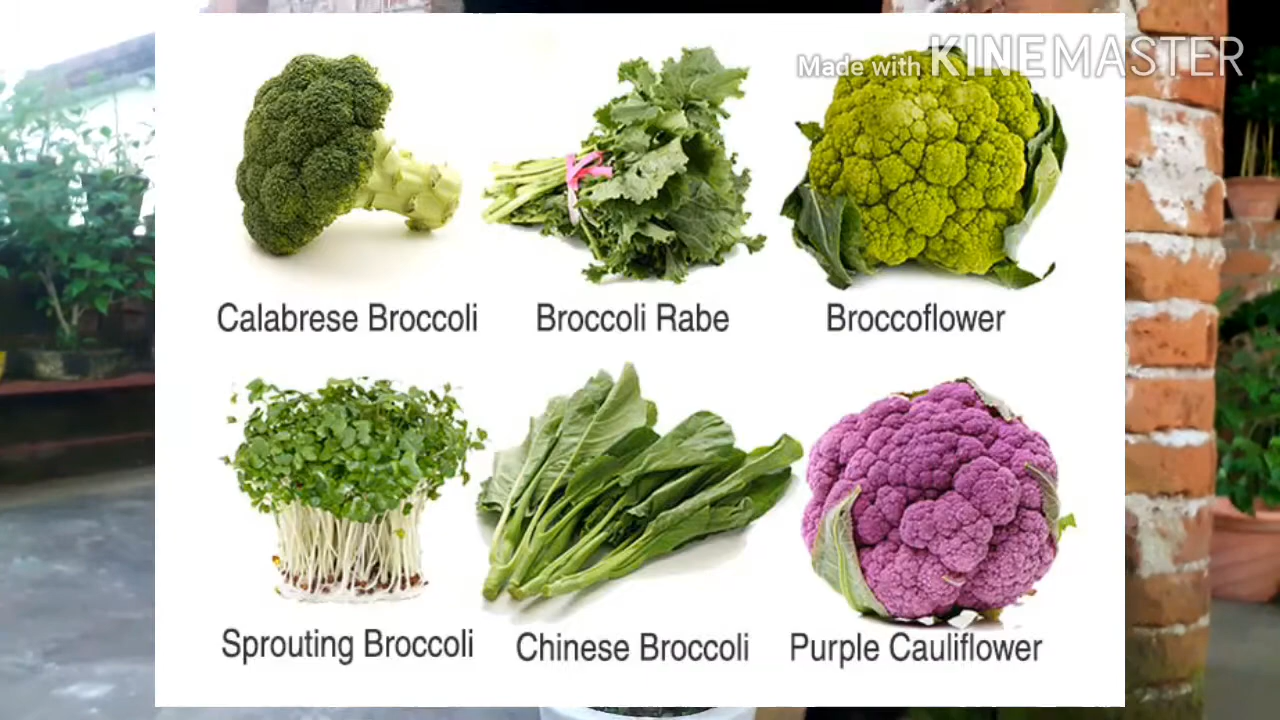 Made with KINEMASTER
Calabrese Broccoli
Broccoli Rabe
Broccoflower
Sprouting Broccoli
Chinese Broccoli
Purple Cauliflower